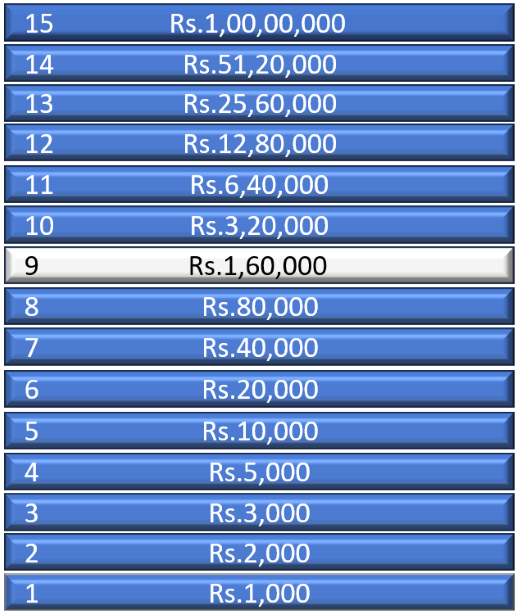 15 Rs.1,00,00,000
14 Rs.51,20,000
13 Rs.25,60,000
12 Rs.12,80,000
11 Rs.6,40,000
10 Rs.3,20,000
9 Rs.1,60,000
8 Rs.80,000
7 Rs.40,000
6 Rs.20,000
5 Rs.10,000
4 Rs.5,000
3 Rs.3,000
2 Rs.2,000
1 Rs.1,000